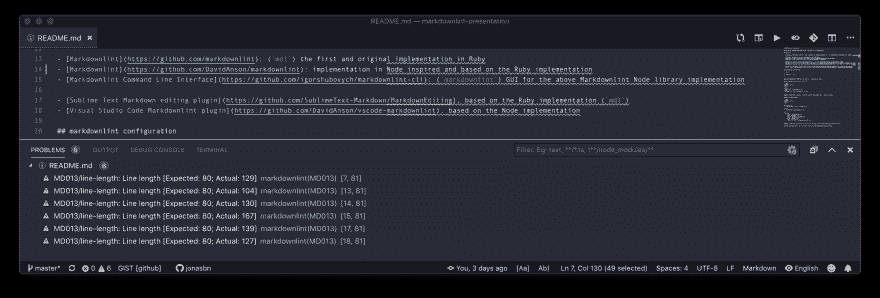 README.md — markdownlint-presentation
README.md
13 - [Markdownlint](https://github.com/markdownlint): (`mdl`) the first and original implementation in Ruby
14 - [Markdownlint](https://github.com/DavidAnson/markdownlint): implementation in Node inspired and based on the Ruby implementation
15 - [Markdownlint Command Line Interface](https://github.com/igorshubovych/markdownlint-cli): (`markdownlint`) GUI for the above Markdownlint Node library implementation
16
17 - [Sublime Text Markdown editing plugin](https://github.com/SublimeText-Markdown/MarkdownEditing), based on the Ruby implementation (`mdl`)
18 - [Visual Studio Code Markdownlint plugin](https://github.com/DavidAnson/vscode-markdownlint), based on the Node implementation
19
20 ## markdownlint configuration
PROBLEMS 6 OUTPUT DEBUG CONSOLE TERMINAL Filter. Eg: text, **/*.ts, !**/node_modules/**
README.md 6
MD013/line-length: Line length [Expected: 80; Actual: 129] markdownlint(MD013) [7, 81]
MD013/line-length: Line length [Expected: 80; Actual: 104] markdownlint(MD013) [13, 81]
MD013/line-length: Line length [Expected: 80; Actual: 130] markdownlint(MD013) [14, 81]
MD013/line-length: Line length [Expected: 80; Actual: 167] markdownlint(MD013) [15, 81]
MD013/line-length: Line length [Expected: 80; Actual: 139] markdownlint(MD013) [17, 81]
MD013/line-length: Line length [Expected: 80; Actual: 127] markdownlint(MD013) [18, 81]
master* 0 6 GIST [github] jonasbn You, 3 days ago [Aa] Ab| Ln 7, Col 130 (49 selected) Spaces: 4 UTF-8 LF Markdown English